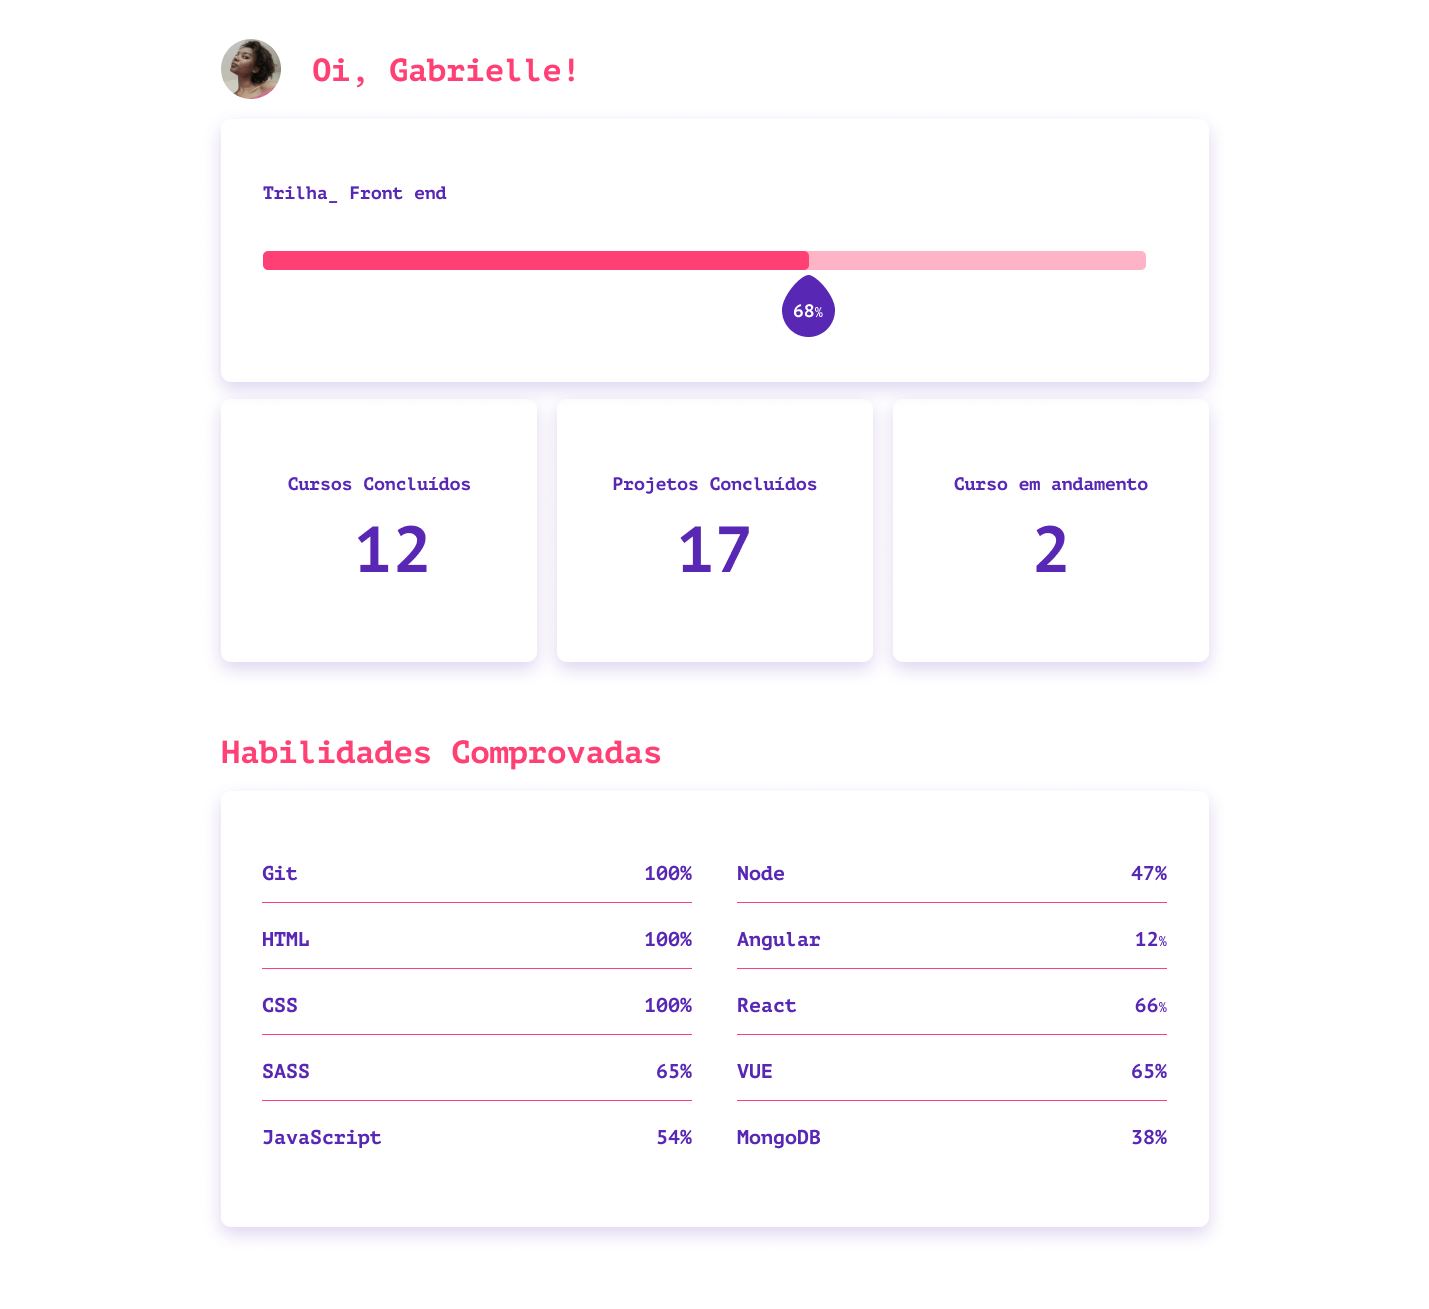 Oi, Gabrielle!
Trilha_ Front end
68%
Cursos Concluídos
12
Projetos Concluídos
17
Curso em andamento
2
Habilidades Comprovadas
Git 100%
HTML 100%
CSS 100%
SASS 65%
JavaScript 54%
Node 47%
Angular 12%
React 66%
VUE 65%
MongoDB 38%